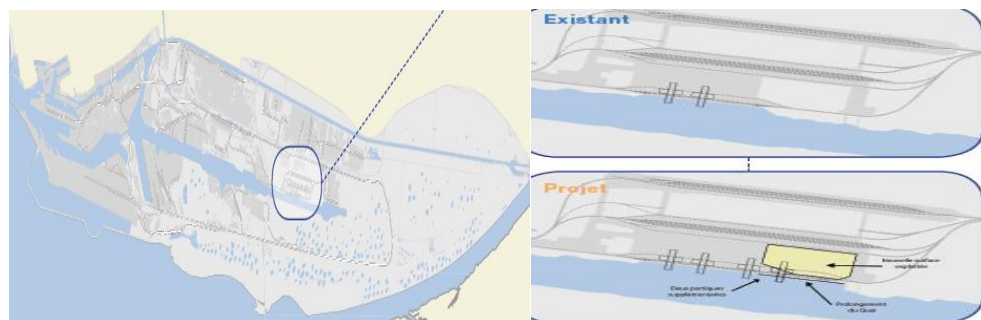 Existant
Projet
Nouvelle surface
exploitée
Deux portiques
supplémentaires
Prolongement
du Quai